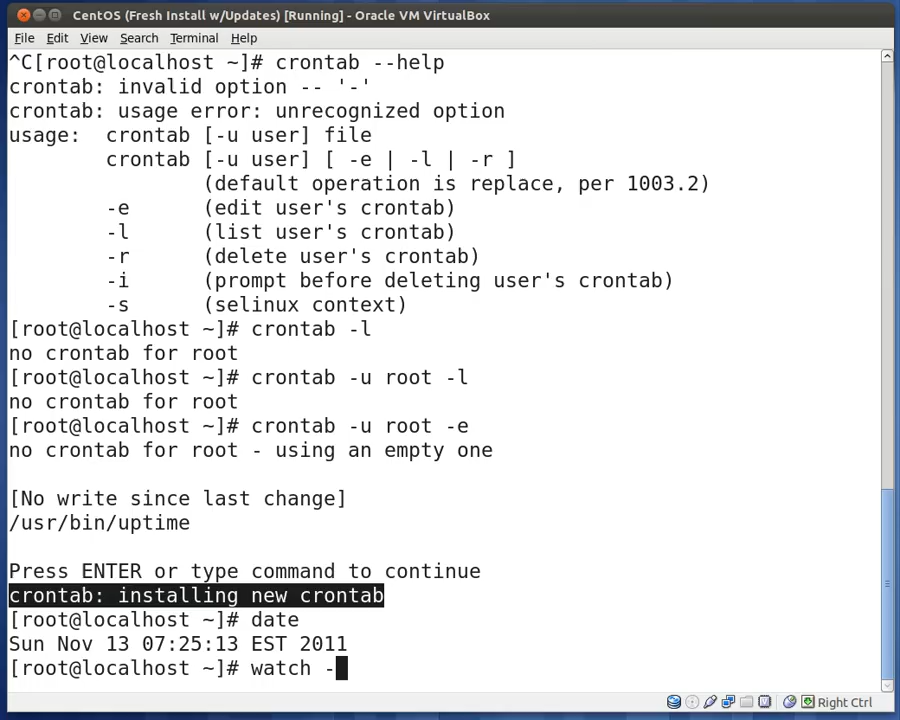 CentOS (Fresh Install w/Updates) [Running] - Oracle VM VirtualBox
File Edit View Search Terminal Help
^C[root@localhost ~]# crontab --help
crontab: invalid option -- '-'
crontab: usage error: unrecognized option
usage:  crontab [-u user] file
        crontab [-u user] [ -e | -l | -r ]
                (default operation is replace, per 1003.2)
        -e      (edit user's crontab)
        -l      (list user's crontab)
        -r      (delete user's crontab)
        -i      (prompt before deleting user's crontab)
        -s      (selinux context)
[root@localhost ~]# crontab -l
no crontab for root
[root@localhost ~]# crontab -u root -l
no crontab for root
[root@localhost ~]# crontab -u root -e
no crontab for root - using an empty one
[No write since last change]
/usr/bin/uptime
Press ENTER or type command to continue
crontab: installing new crontab
[root@localhost ~]# date
Sun Nov 13 07:25:13 EST 2011
[root@localhost ~]# watch -
Right Ctrl